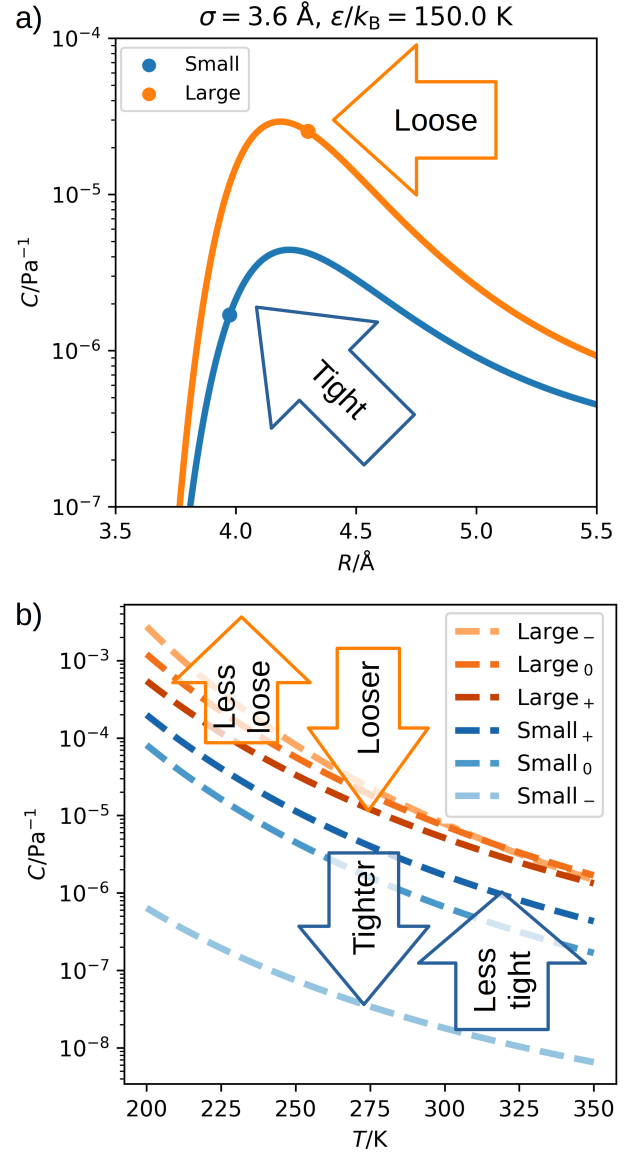 a)
σ = 3.6 Å, ε/k_B = 150.0 K
10⁻⁴
10⁻⁵
10⁻⁶
10⁻⁷
C/Pa⁻¹
Small
Large
Loose
Tight
3.5 4.0 4.5 5.0 5.5
R/Å
b)
10⁻³
10⁻⁴
10⁻⁵
10⁻⁶
10⁻⁷
10⁻⁸
C/Pa⁻¹
Large₋
Large₀
Large₊
Small₊
Small₀
Small₋
Less
loose
Looser
Tighter
Less
tight
200 225 250 275 300 325 350
T/K